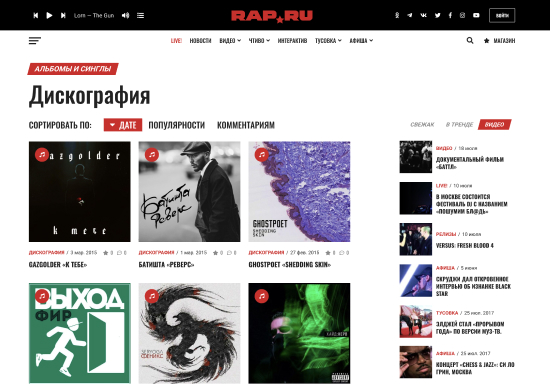 Lorn — The Gun
RAP.RU
ВОЙТИ
LIVE! НОВОСТИ ВИДЕО ЧТИВО ИНТЕРАКТИВ ТУСОВКА АФИША
МАГАЗИН
АЛЬБОМЫ И СИНГЛЫ
Дискография
СОРТИРОВАТЬ ПО: ДАТЕ ПОПУЛЯРНОСТИ КОММЕНТАРИЯМ
gazgolder
к тебе
Батишта
Реверс
GHOSTPOET
SHEDDING
SKIN
ДИСКОГРАФИЯ / 3 мар. 2015 0 0
GAZGOLDER «К ТЕБЕ»
ДИСКОГРАФИЯ / 1 мар. 2015 0 0
БАТИШТА «РЕВЕРС»
ДИСКОГРАФИЯ / 27 фев. 2015 0 0
GHOSTPOET «SHEDDING SKIN»
ВЫХОД
ФИР
ФЕНИКС
СВЕЖАК В ТРЕНДЕ ВИДЕО
ВИДЕО / 18 июля
ДОКУМЕНТАЛЬНЫЙ ФИЛЬМ
«БАТТЛ»
LIVE! / 10 июля
В МОСКВЕ СОСТОИТСЯ
ФЕСТИВАЛЬ DJ С НАЗВАНИЕМ
«ПОШУМИМ БЛ@ДЬ»
РЕЛИЗЫ / 10 июля
VERSUS: FRESH BLOOD 4
АФИША / 5 июня
СКРУДЖИ ДАЛ ОТКРОВЕННОЕ
ИНТЕРВЬЮ ОБ ИЗНАНКЕ BLACK
STAR
ТУСОВКА / 25 июл. 2017
ЭЛДЖЕЙ СТАЛ «ПРОРЫВОМ
ГОДА» ПО ВЕРСИИ МУЗ-ТВ.
АФИША / 25 июл. 2017
КОНЦЕРТ «CHESS & JAZZ»: СИ ЛО
ГРИН, МОСКВА